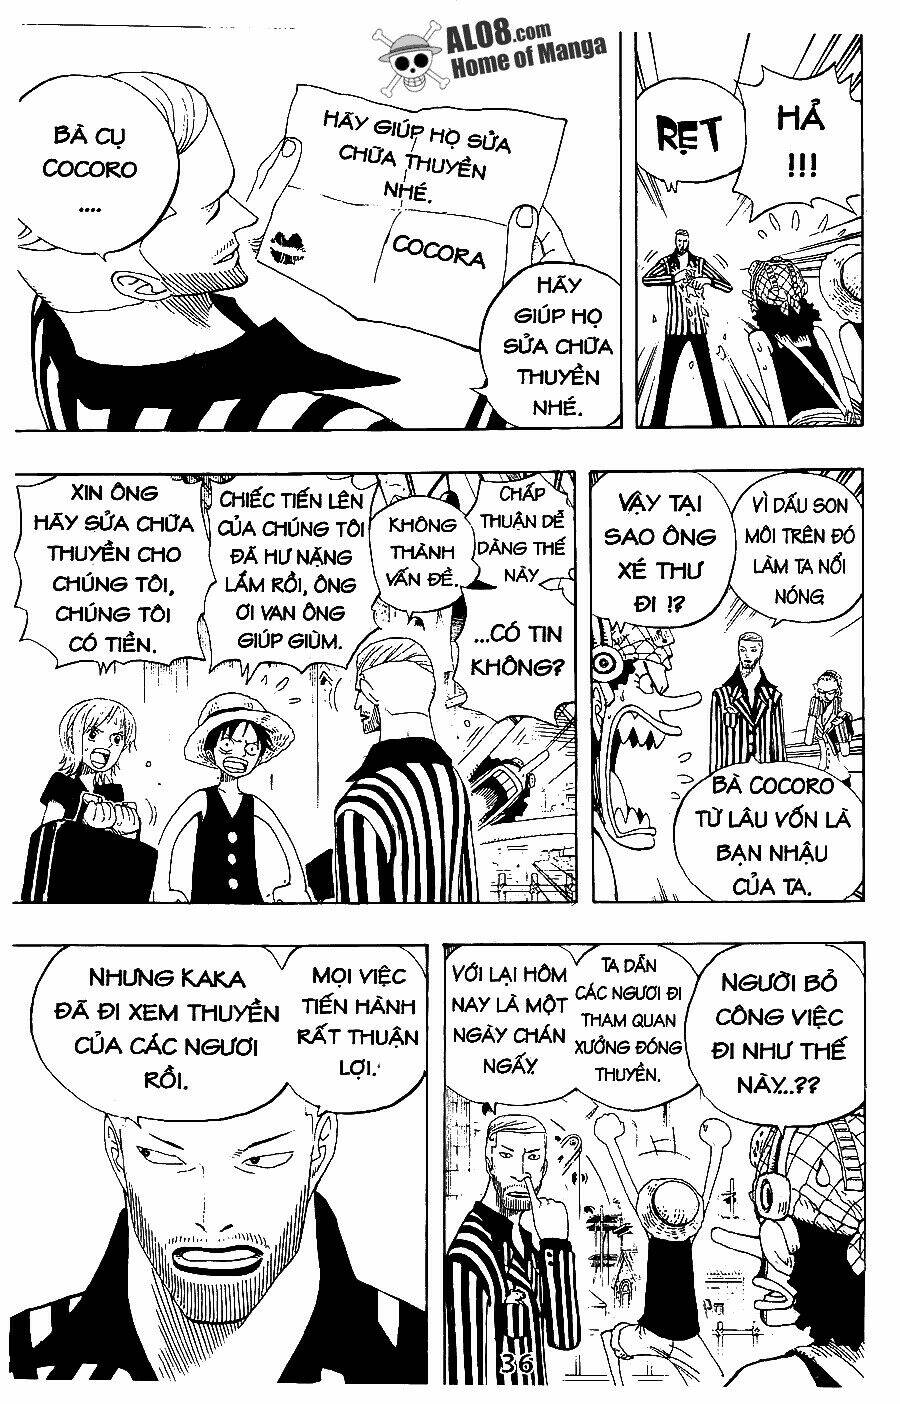 AL08.com
Home of Manga
BÀ CỤ
COCORO
....
HÃY GIÚP HỌ SỬA
CHỮA THUYỀN
NHÉ.
COCORA
HÃY
GIÚP HỌ
SỬA CHỮA
THUYỀN
NHÉ.
RẸT
HẢ
!!!
XIN ÔNG
HÃY SỬA CHỮA
THUYỀN CHO
CHÚNG TÔI,
CHÚNG TÔI
CÓ TIỀN.
CHIẾC TIẾN LÊN
CỦA CHÚNG TÔI
ĐÃ HƯ NẶNG
LẮM RỒI, ÔNG
ƠI VAN ÔNG
GIÚP GIÙM.
KHÔNG
THÀNH
VẤN ĐỀ.
CHẤP
THUẬN DỄ
DÀNG THẾ
NÀY
...CÓ TIN
KHÔNG?
VẬY TẠI
SAO ÔNG
XÉ THƯ
ĐI !?
VÌ DẤU SON
MÔI TRÊN ĐÓ
LÀM TA NỔI
NÓNG.
BÀ COCORO
TỪ LÂU VỐN LÀ
BẠN NHẬU
CỦA TA.
NHƯNG KAKA
ĐÃ ĐI XEM THUYỀN
CỦA CÁC NGƯƠI
RỒI.
MỌI VIỆC
TIẾN HÀNH
RẤT THUẬN
LỢI.
VỚI LẠI HÔM
NAY LÀ MỘT
NGÀY CHÁN
NGẤY.
TA DẪN
CÁC NGƯƠI ĐI
THAM QUAN
XƯỞNG ĐÓNG
THUYỀN.
NGƯỜI BỎ
CÔNG VIỆC
ĐI NHƯ THẾ
NÀY...??
36